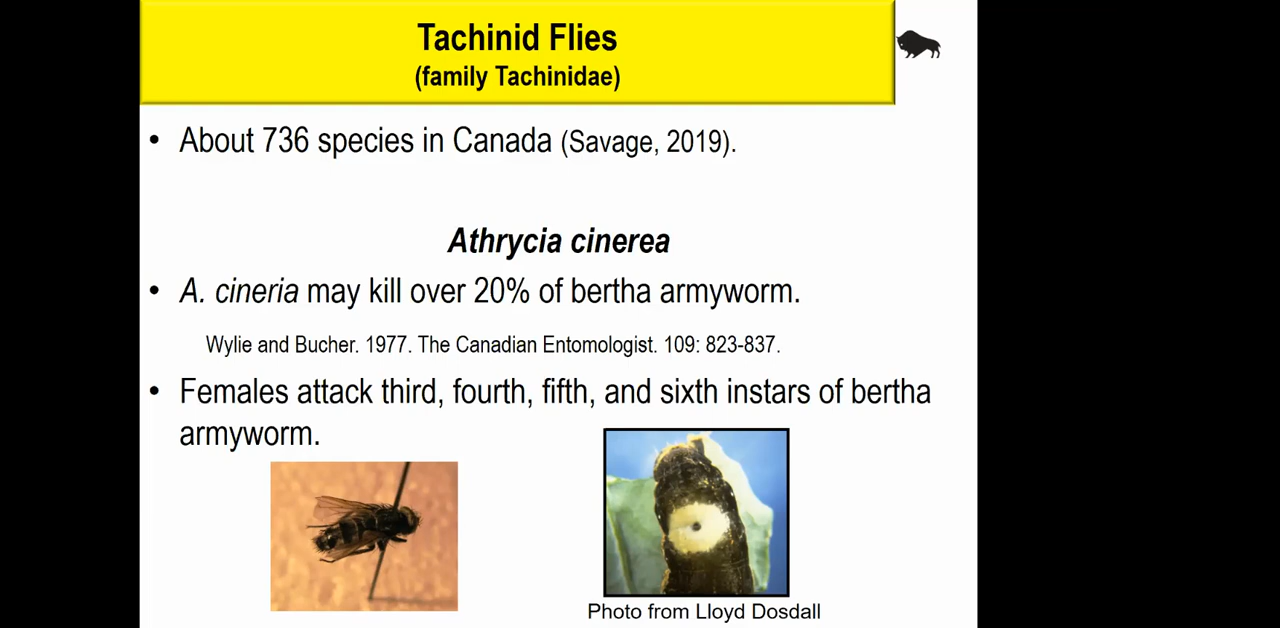 Tachinid Flies
(family Tachinidae)
• About 736 species in Canada (Savage, 2019).
Athrycia cinerea
• A. cineria may kill over 20% of bertha armyworm.
Wylie and Bucher. 1977. The Canadian Entomologist. 109: 823-837.
• Females attack third, fourth, fifth, and sixth instars of bertha
armyworm.
Photo from Lloyd Dosdall